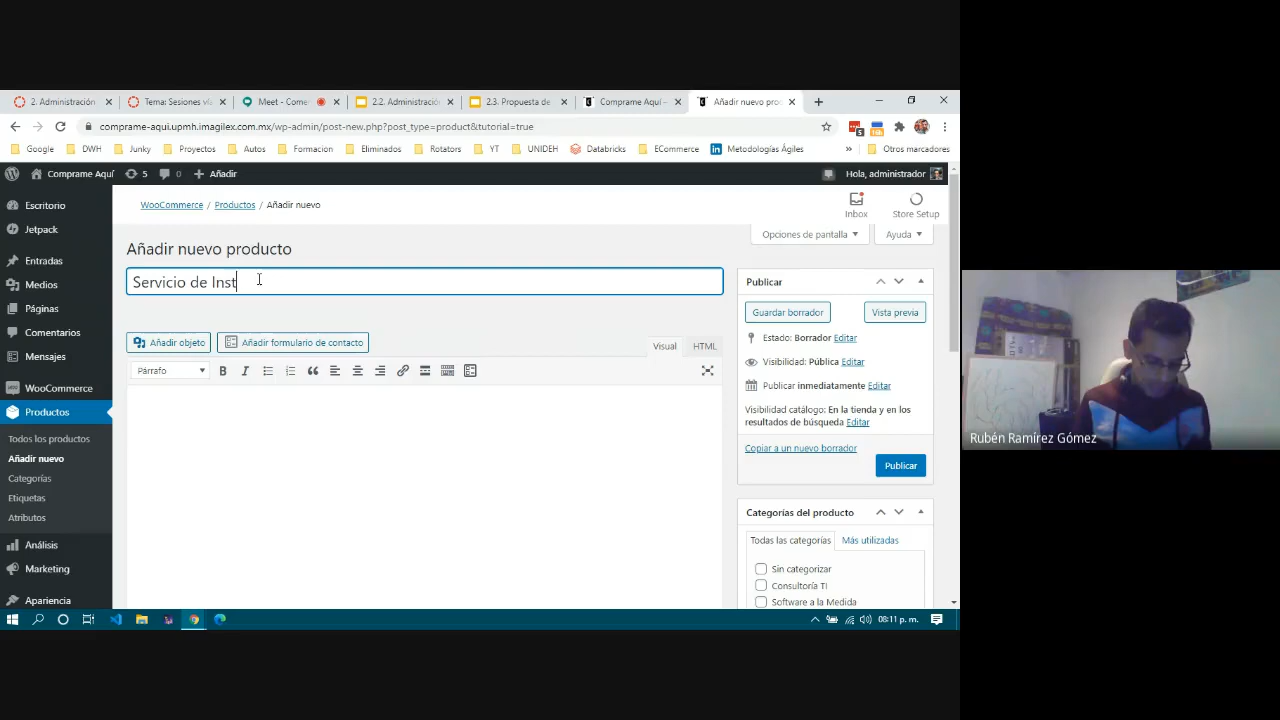 2. Administración
Tema: Sesiones vía
Meet - Come
2.2. Administració
2.3. Propuesta de
Comprame Aquí –
Añadir nuevo pro
comprame-aqui.upmh.imagilex.com.mx/wp-admin/post-new.php?post_type=product&tutorial=true
5
16h
Google
DWH
Junky
Proyectos
Autos
Formacion
Eliminados
Rotators
YT
UNIDEH
Databricks
ECommerce
Metodologías Ágiles
»
Otros marcadores
Comprame Aquí
5
0
Añadir
Hola, administrador
Escritorio
Jetpack
Entradas
Medios
Páginas
Comentarios
Mensajes
WooCommerce
Productos
Todos los productos
Añadir nuevo
Categorías
Etiquetas
Atributos
Análisis
Marketing
Apariencia
WooCommerce / Productos / Añadir nuevo
Inbox
Store Setup
Opciones de pantalla
Ayuda
Añadir nuevo producto
Servicio de Inst
Añadir objeto
Añadir formulario de contacto
Visual
HTML
Párrafo
B
I
Publicar
Guardar borrador
Vista previa
Estado: Borrador Editar
Visibilidad: Pública Editar
Publicar inmediatamente Editar
Visibilidad catálogo: En la tienda y en los
resultados de búsqueda Editar
Copiar a un nuevo borrador
Publicar
Categorías del producto
Todas las categorías
Más utilizadas
Sin categorizar
Consultoría TI
Software a la Medida
08:11 p. m.
Rubén Ramírez Gómez